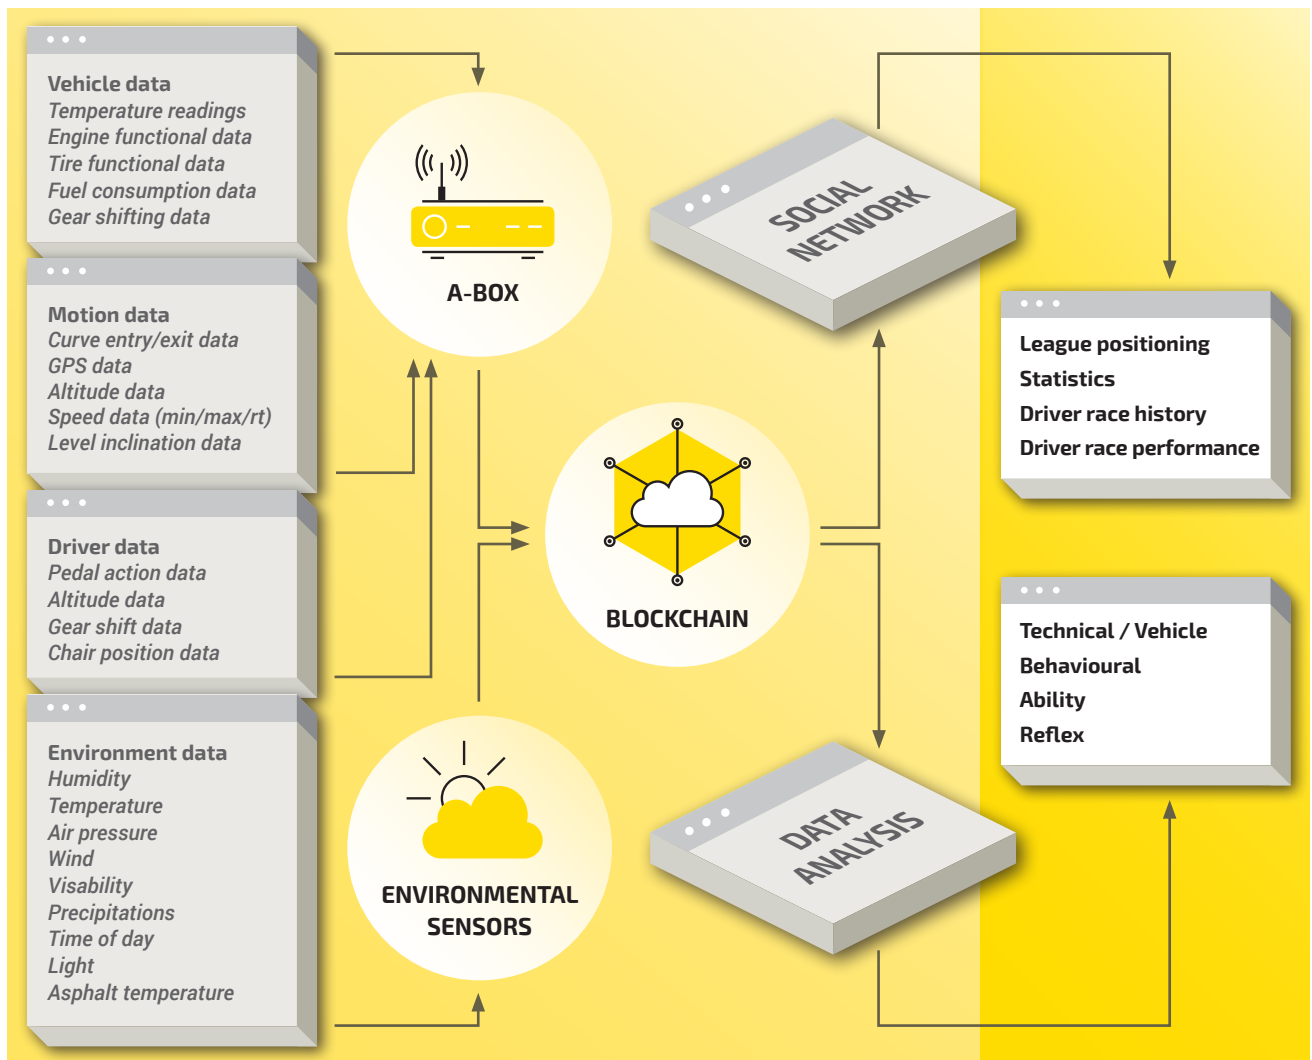 Vehicle data
Temperature readings
Engine functional data
Tire functional data
Fuel consumption data
Gear shifting data
Motion data
Curve entry/exit data
GPS data
Altitude data
Speed data (min/max/rt)
Level inclination data
Driver data
Pedal action data
Altitude data
Gear shift data
Chair position data
Environment data
Humidity
Temperature
Air pressure
Wind
Visability
Precipitations
Time of day
Light
Asphalt temperature
A-BOX
ENVIRONMENTAL
SENSORS
BLOCKCHAIN
SOCIAL
NETWORK
DATA
ANALYSIS
League positioning
Statistics
Driver race history
Driver race performance
Technical / Vehicle
Behavioural
Ability
Reflex